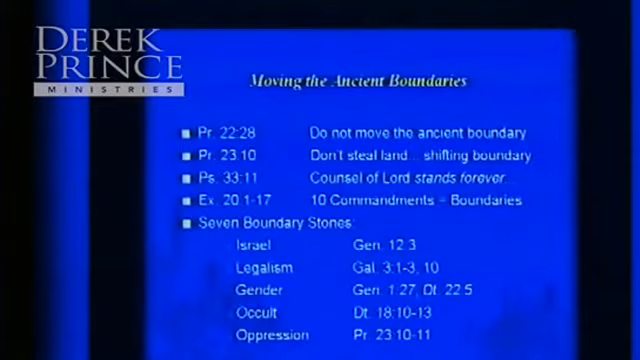 DEREK
PRINCE
MINISTRIES
Moving the Ancient Boundaries
Pr. 22:28 Do not move the ancient boundary
Pr. 23:10 Don't steal land... shifting boundary
Ps. 33:11 Counsel of Lord stands forever...
Ex. 20:1-17 10 Commandments = Boundaries
Seven Boundary Stones:
Israel Gen. 12:3
Legalism Gal. 3:1-3, 10
Gender Gen. 1:27, Dt. 22:5
Occult Dt. 18:10-13
Oppression Pr. 23:10-11